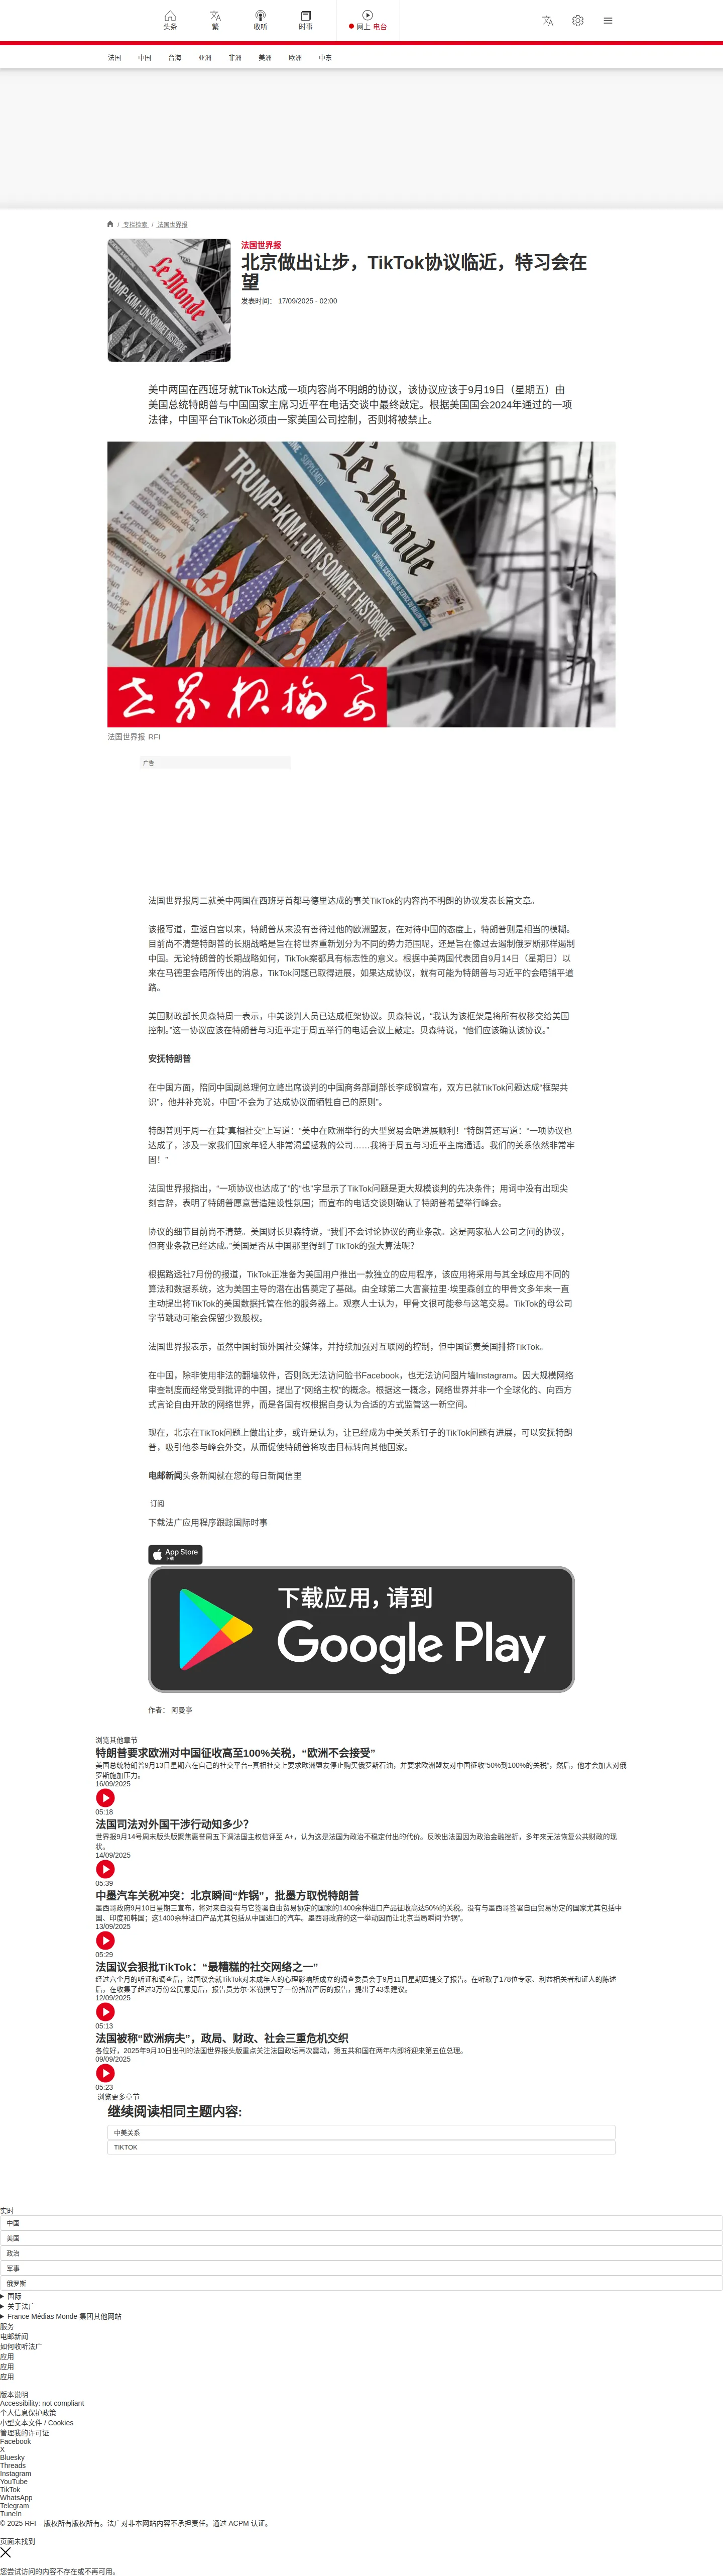 头条
繁
收听
时事
网上 电台
法国 中国 台海 亚洲 非洲 美洲 欧洲 中东
/ 专栏检索 / 法国世界报
法国世界报
北京做出让步，TikTok协议临近，特习会在
望
发表时间： 17/09/2025 - 02:00
美中两国在西班牙就TikTok达成一项内容尚不明朗的协议，该协议应该于9月19日（星期五）由
美国总统特朗普与中国国家主席习近平在电话交谈中最终敲定。根据美国国会2024年通过的一项
法律，中国平台TikTok必须由一家美国公司控制，否则将被禁止。
Le Monde
TRUMP-KIM : UN SOMMET HISTORIQUE
世界报摘要
法国世界报 RFI
广告
法国世界报周二就美中两国在西班牙首都马德里达成的事关TikTok的内容尚不明朗的协议发表长篇文章。
该报写道，重返白宫以来，特朗普从来没有善待过他的欧洲盟友，在对待中国的态度上，特朗普则是相当的模糊。
目前尚不清楚特朗普的长期战略是旨在将世界重新划分为不同的势力范围呢，还是旨在像过去遏制俄罗斯那样遏制
中国。无论特朗普的长期战略如何，TikTok案都具有标志性的意义。根据中美两国代表团自9月14日（星期日）以
来在马德里会晤所传出的消息，TikTok问题已取得进展，如果达成协议，就有可能为特朗普与习近平的会晤铺平道
路。
美国财政部长贝森特周一表示，中美谈判人员已达成框架协议。贝森特说，“我认为该框架是将所有权移交给美国
控制。”这一协议应该在特朗普与习近平定于周五举行的电话会议上敲定。贝森特说，“他们应该确认该协议。”
安抚特朗普
在中国方面，陪同中国副总理何立峰出席谈判的中国商务部副部长李成钢宣布，双方已就TikTok问题达成“框架共
识”，他并补充说，中国“不会为了达成协议而牺牲自己的原则”。
特朗普则于周一在其“真相社交”上写道：“美中在欧洲举行的大型贸易会晤进展顺利！”特朗普还写道：“一项协议也
达成了，涉及一家我们国家年轻人非常渴望拯救的公司……我将于周五与习近平主席通话。我们的关系依然非常牢
固！”
法国世界报指出，“一项协议也达成了”的“也”字显示了TikTok问题是更大规模谈判的先决条件；用词中没有出现尖
刻言辞，表明了特朗普愿意营造建设性氛围；而宣布的电话交谈则确认了特朗普希望举行峰会。
协议的细节目前尚不清楚。美国财长贝森特说，“我们不会讨论协议的商业条款。这是两家私人公司之间的协议，
但商业条款已经达成。”美国是否从中国那里得到了TikTok的强大算法呢？
根据路透社7月份的报道，TikTok正准备为美国用户推出一款独立的应用程序，该应用将采用与其全球应用不同的
算法和数据系统，这为美国主导的潜在出售奠定了基础。由全球第二大富豪拉里·埃里森创立的甲骨文多年来一直
主动提出将TikTok的美国数据托管在他的服务器上。观察人士认为，甲骨文很可能参与这笔交易。TikTok的母公司
字节跳动可能会保留少数股权。
法国世界报表示，虽然中国封锁外国社交媒体，并持续加强对互联网的控制，但中国谴责美国排挤TikTok。
在中国，除非使用非法的翻墙软件，否则既无法访问脸书Facebook，也无法访问图片墙Instagram。因大规模网络
审查制度而经常受到批评的中国，提出了“网络主权”的概念。根据这一概念，网络世界并非一个全球化的、向西方
式言论自由开放的网络世界，而是各国有权根据自身认为合适的方式监管这一新空间。
现在，北京在TikTok问题上做出让步，或许是认为，让已经成为中美关系钉子的TikTok问题有进展，可以安抚特朗
普，吸引他参与峰会外交，从而促使特朗普将攻击目标转向其他国家。
电邮新闻头条新闻就在您的每日新闻信里
订阅
下载法广应用程序跟踪国际时事
App Store
下载
下载应用，请到
Google Play
作者： 阿曼亭
浏览其他章节
特朗普要求欧洲对中国征收高至100%关税，“欧洲不会接受”
美国总统特朗普9月13日星期六在自己的社交平台--真相社交上要求欧洲盟友停止购买俄罗斯石油，并要求欧洲盟友对中国征收“50%到100%的关税”，然后，他才会加大对俄
罗斯施加压力。
16/09/2025
05:18
法国司法对外国干涉行动知多少？
世界报9月14号周末版头版聚焦惠誉周五下调法国主权信评至 A+，认为这是法国为政治不稳定付出的代价。反映出法国因为政治金融挫折，多年来无法恢复公共财政的现
状。
14/09/2025
05:39
中墨汽车关税冲突：北京瞬间“炸锅”，批墨方取悦特朗普
墨西哥政府9月10日星期三宣布，将对来自没有与它签署自由贸易协定的国家的1400余种进口产品征收高达50%的关税。没有与墨西哥签署自由贸易协定的国家尤其包括中
国、印度和韩国；这1400余种进口产品尤其包括从中国进口的汽车。墨西哥政府的这一举动因而让北京当局瞬间“炸锅”。
13/09/2025
05:29
法国议会狠批TikTok：“最糟糕的社交网络之一”
经过六个月的听证和调查后，法国议会就TikTok对未成年人的心理影响所成立的调查委员会于9月11日星期四提交了报告。在听取了178位专家、利益相关者和证人的陈述
后，在收集了超过3万份公民意见后，报告员劳尔·米勒撰写了一份措辞严厉的报告，提出了43条建议。
12/09/2025
05:13
法国被称“欧洲病夫”，政局、财政、社会三重危机交织
各位好，2025年9月10日出刊的法国世界报头版重点关注法国政坛再次震动，第五共和国在两年内即将迎来第五位总理。
09/09/2025
05:23
浏览更多章节
继续阅读相同主题内容:
中美关系
TIKTOK
实时
中国
美国
政治
军事
俄罗斯
国际
关于法广
France Médias Monde 集团其他网站
服务
电邮新闻
如何收听法广
应用
应用
应用
版本说明
Accessibility: not compliant
个人信息保护政策
小型文本文件 / Cookies
管理我的许可证
Facebook
X
Bluesky
Threads
Instagram
YouTube
TikTok
WhatsApp
Telegram
TuneIn
© 2025 RFI – 版权所有版权所有。法广对非本网站内容不承担责任。通过 ACPM 认证。
页面未找到
您尝试访问的内容不存在或不再可用。